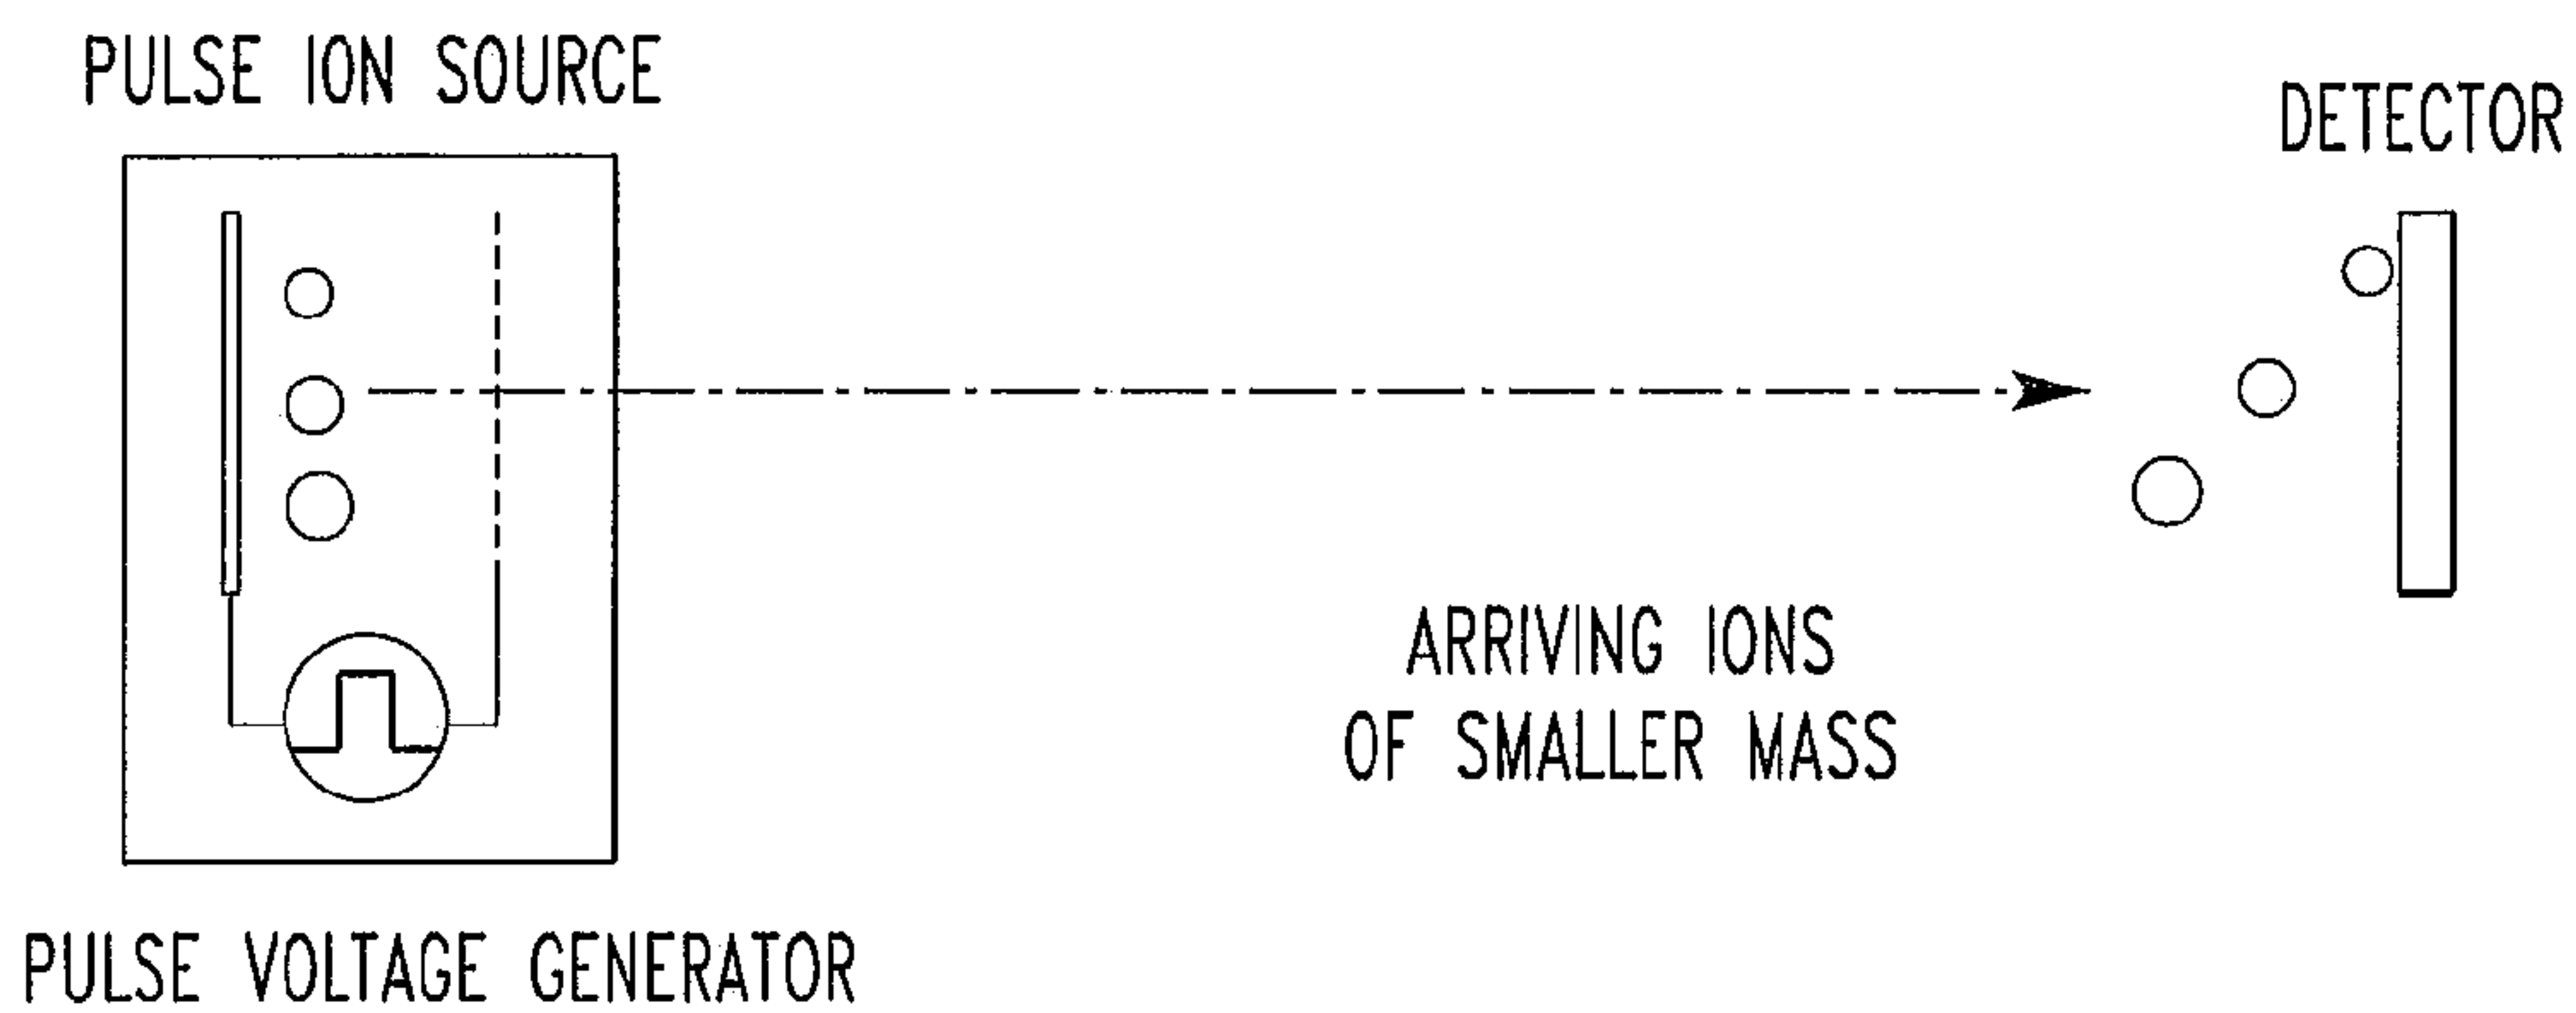 PULSE ION SOURCE
DETECTOR
ARRIVING IONS
OF SMALLER MASS
PULSE VOLTAGE GENERATOR